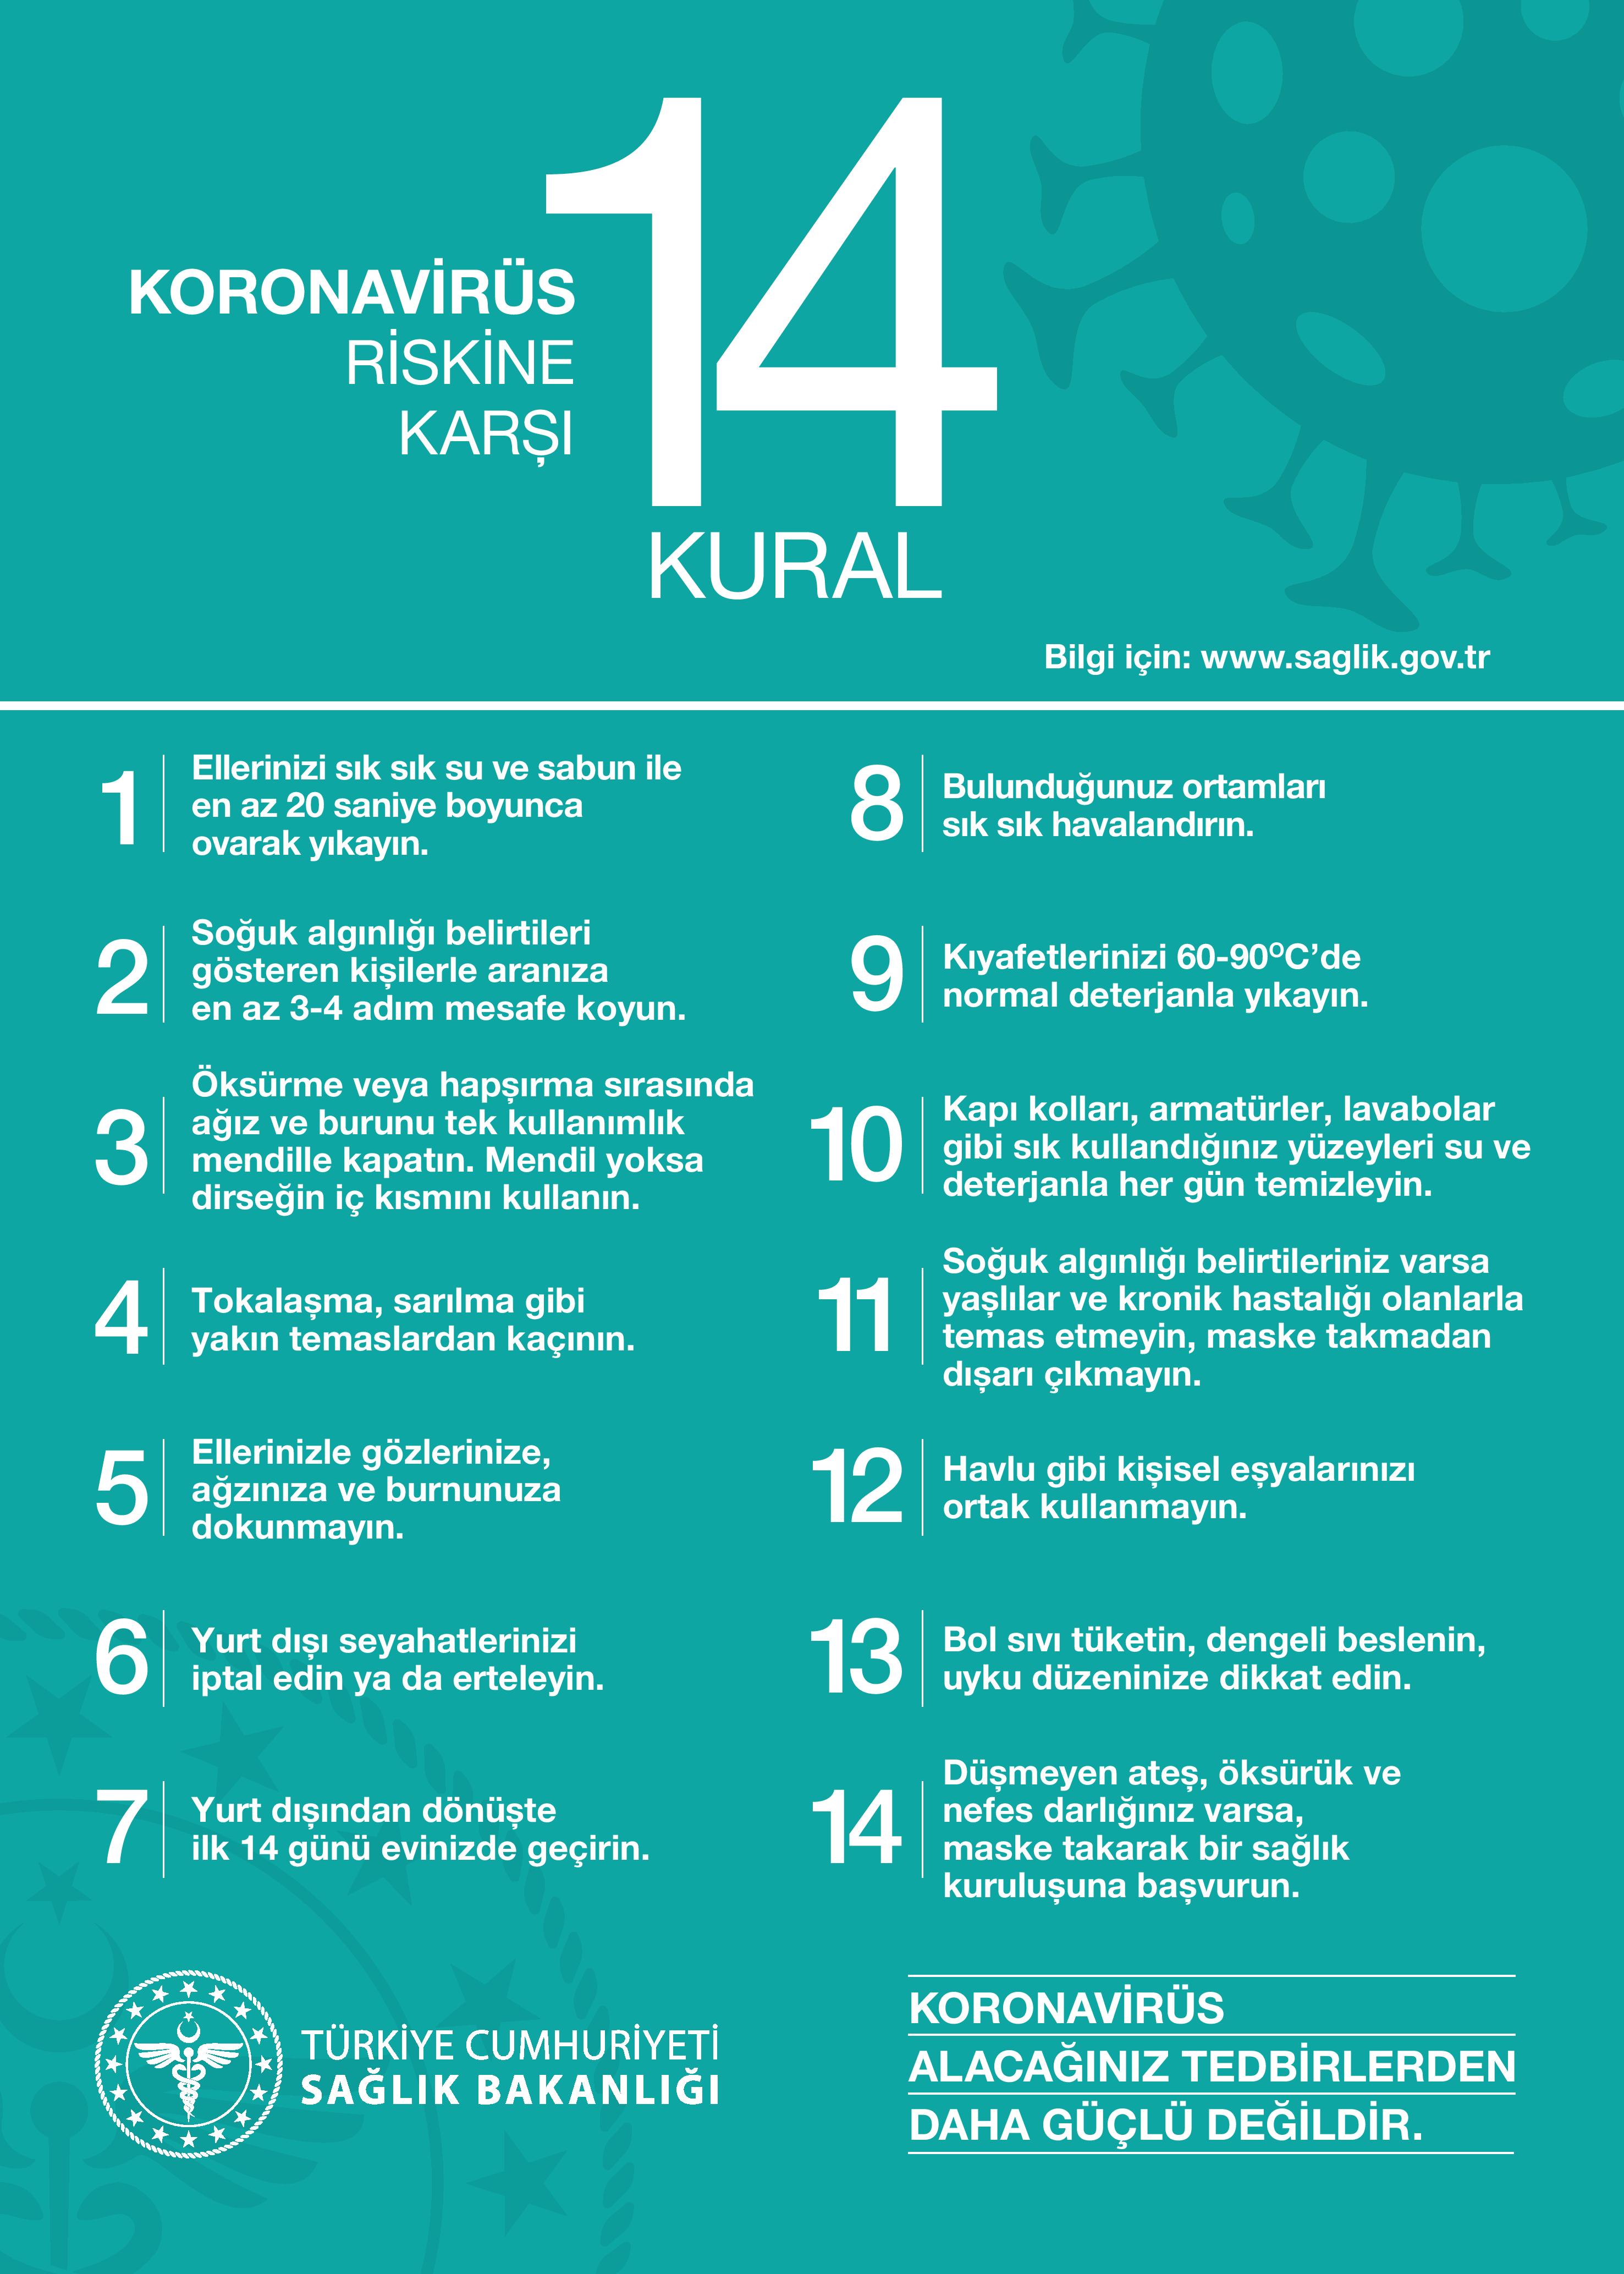 KORONAVİRÜS
RİSKİNE
KARŞI
14
KURAL
Bilgi için: www.saglik.gov.tr
1
Ellerinizi sık sık su ve sabun ile
en az 20 saniye boyunca
ovarak yıkayın.
2
Soğuk algınlığı belirtileri
gösteren kişilerle aranıza
en az 3-4 adım mesafe koyun.
3
Öksürme veya hapşırma sırasında
ağız ve burunu tek kullanımlık
mendille kapatın. Mendil yoksa
dirseğin iç kısmını kullanın.
4
Tokalaşma, sarılma gibi
yakın temaslardan kaçının.
5
Ellerinizle gözlerinize,
ağzınıza ve burnunuza
dokunmayın.
6
Yurt dışı seyahatlerinizi
iptal edin ya da erteleyin.
7
Yurt dışından dönüşte
ilk 14 günü evinizde geçirin.
8
Bulunduğunuz ortamları
sık sık havalandırın.
9
Kıyafetlerinizi 60-90ºC’de
normal deterjanla yıkayın.
10
Kapı kolları, armatürler, lavabolar
gibi sık kullandığınız yüzeyleri su ve
deterjanla her gün temizleyin.
11
Soğuk algınlığı belirtileriniz varsa
yaşlılar ve kronik hastalığı olanlarla
temas etmeyin, maske takmadan
dışarı çıkmayın.
12
Havlu gibi kişisel eşyalarınızı
ortak kullanmayın.
13
Bol sıvı tüketin, dengeli beslenin,
uyku düzeninize dikkat edin.
14
Düşmeyen ateş, öksürük ve
nefes darlığınız varsa,
maske takarak bir sağlık
kuruluşuna başvurun.
TÜRKİYE CUMHURİYETİ
SAĞLIK BAKANLIĞI
KORONAVİRÜS
ALACAĞINIZ TEDBİRLERDEN
DAHA GÜÇLÜ DEĞİLDİR.